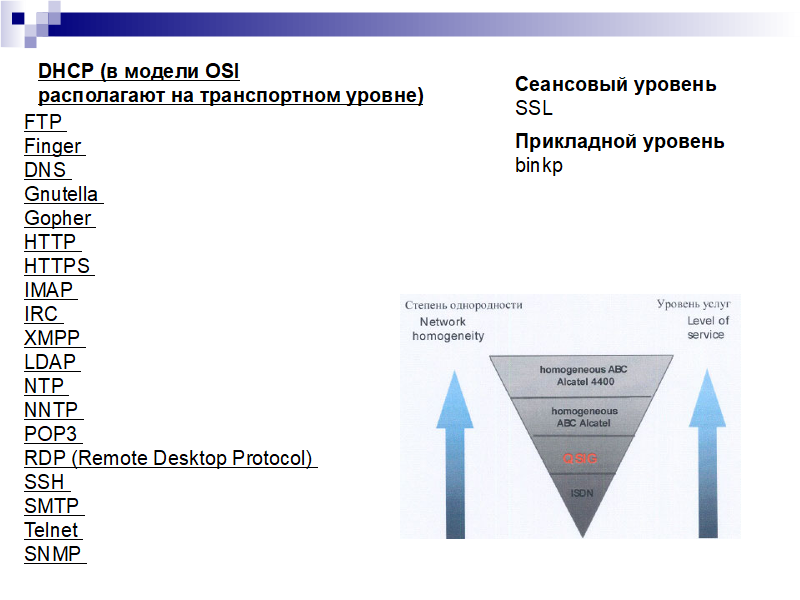 DHCP (в модели OSI
располагают на транспортном уровне)
FTP
Finger
DNS
Gnutella
Gopher
HTTP
HTTPS
IMAP
IRC
XMPP
LDAP
NTP
NNTP
POP3
RDP (Remote Desktop Protocol)
SSH
SMTP
Telnet
SNMP
Сеансовый уровень
SSL
Прикладной уровень
binkp
Степень однородности
Network
homogeneity
Уровень услуг
Level of
service
homogeneous ABC
Alcatel 4400
homogeneous
ABC Alcatel
QSIG
ISDN